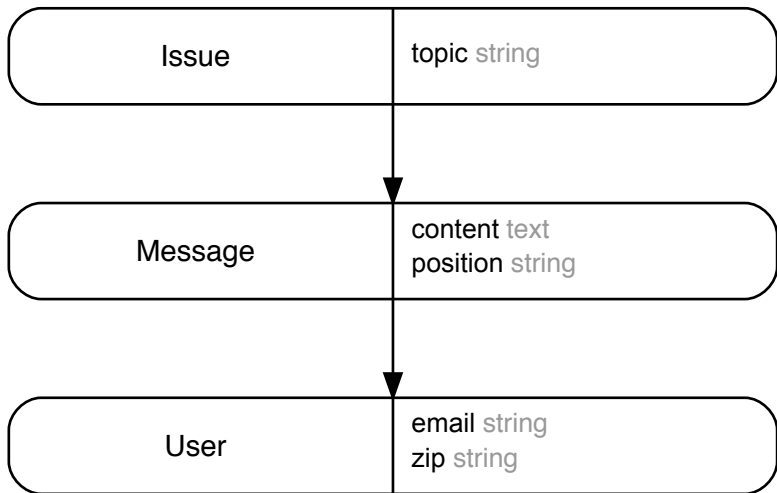 Issue
topic string
Message
content text
position string
User
email string
zip string